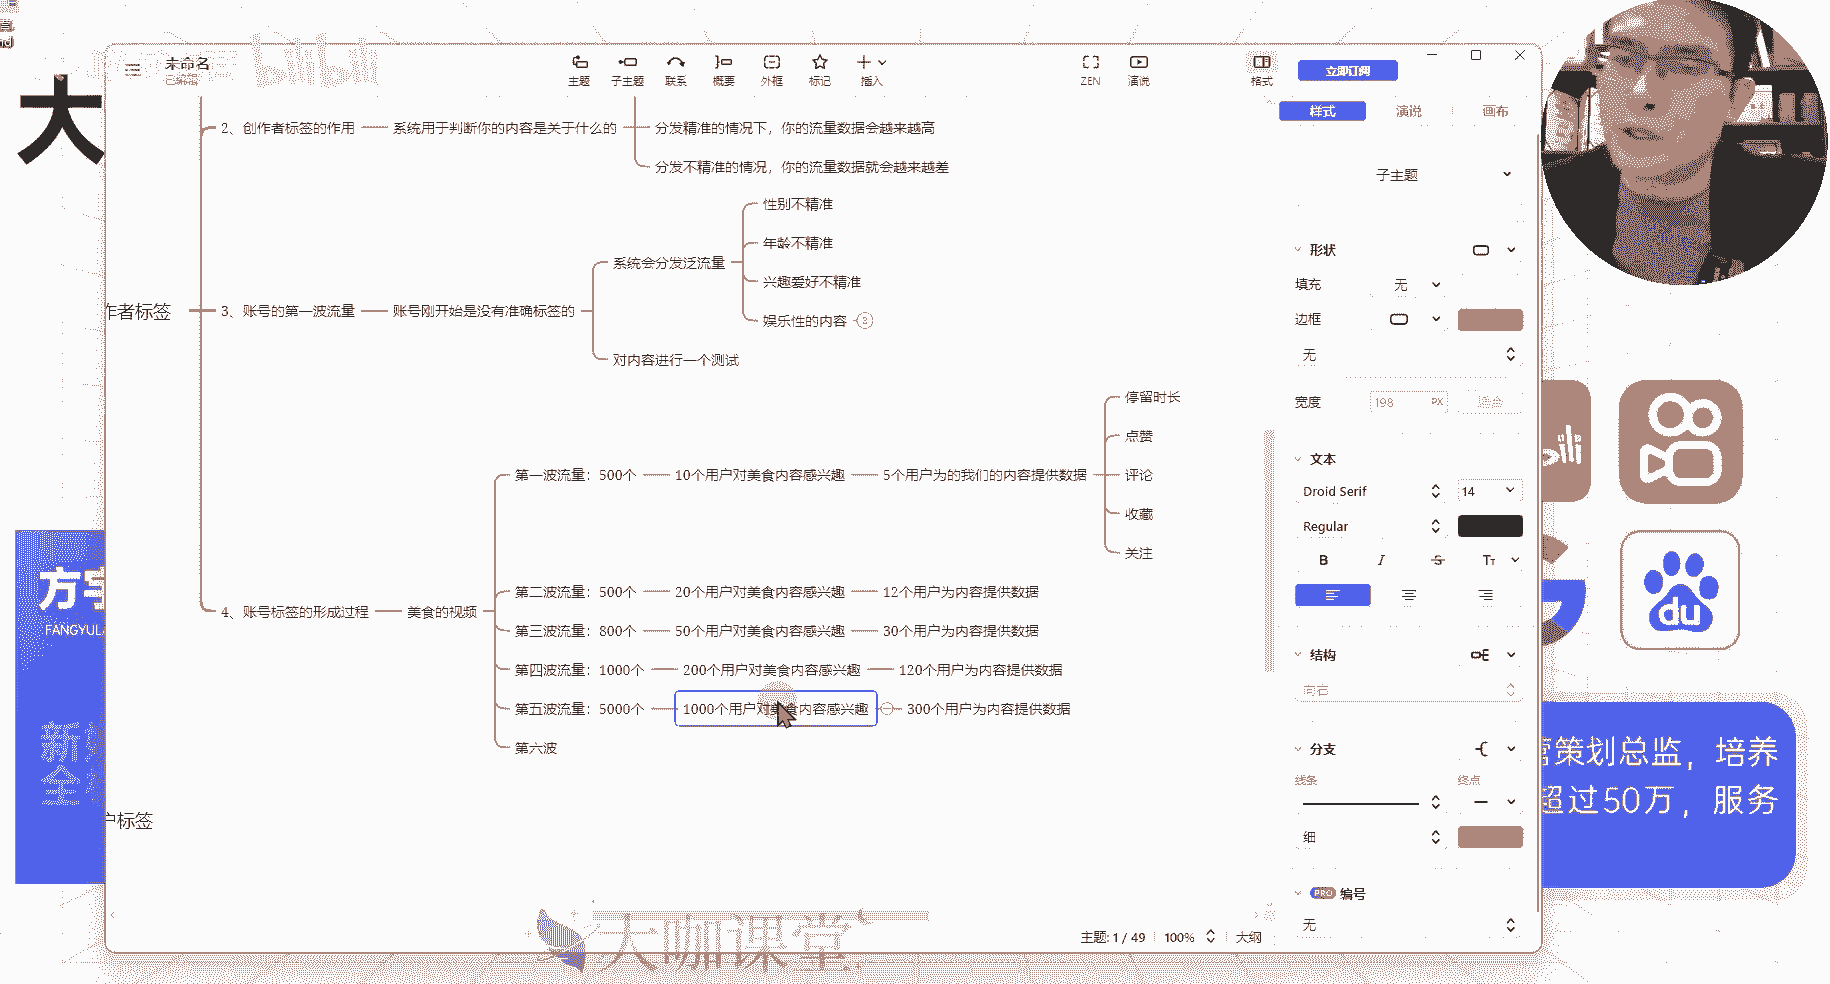 大
未命名
已编辑
bilibili
主题
子主题
联系
概要
外框
标记
插入
ZEN
演说
格式
立即订阅
样式
演说
画布
2、创作者标签的作用
系统用于判断你的内容是关于什么的
分发精准的情况下，你的流量数据会越来越高
分发不精准的情况，你的流量数据就会越来越差
作者标签
3、账号的第一波流量
账号刚开始是没有准确标签的
系统会分发泛流量
性别不精准
年龄不精准
兴趣爱好不精准
娱乐性的内容
2
对内容进行一个测试
4、账号标签的形成过程
美食的视频
第一波流量：500个
10个用户对美食内容感兴趣
5个用户为的我们的内容提供数据
停留时长
点赞
评论
收藏
关注
第二波流量：500个
20个用户对美食内容感兴趣
12个用户为内容提供数据
第三波流量：800个
50个用户对美食内容感兴趣
30个用户为内容提供数据
第四波流量：1000个
200个用户对美食内容感兴趣
120个用户为内容提供数据
第五波流量：5000个
1000个用户对美食内容感兴趣
300个用户为内容提供数据
第六波
户标签
子主题
形状
填充
无
边框
无
宽度
198
PX
适合
文本
Droid Serif
14
Regular
B
I
S
Tт
结构
向右
分支
线条
终点
细
PRO
编号
无
主题: 1 / 49
100%
大纲
方宇
FANGYULA
新
全
du
营策划总监，培养
超过50万，服务
大咖课堂